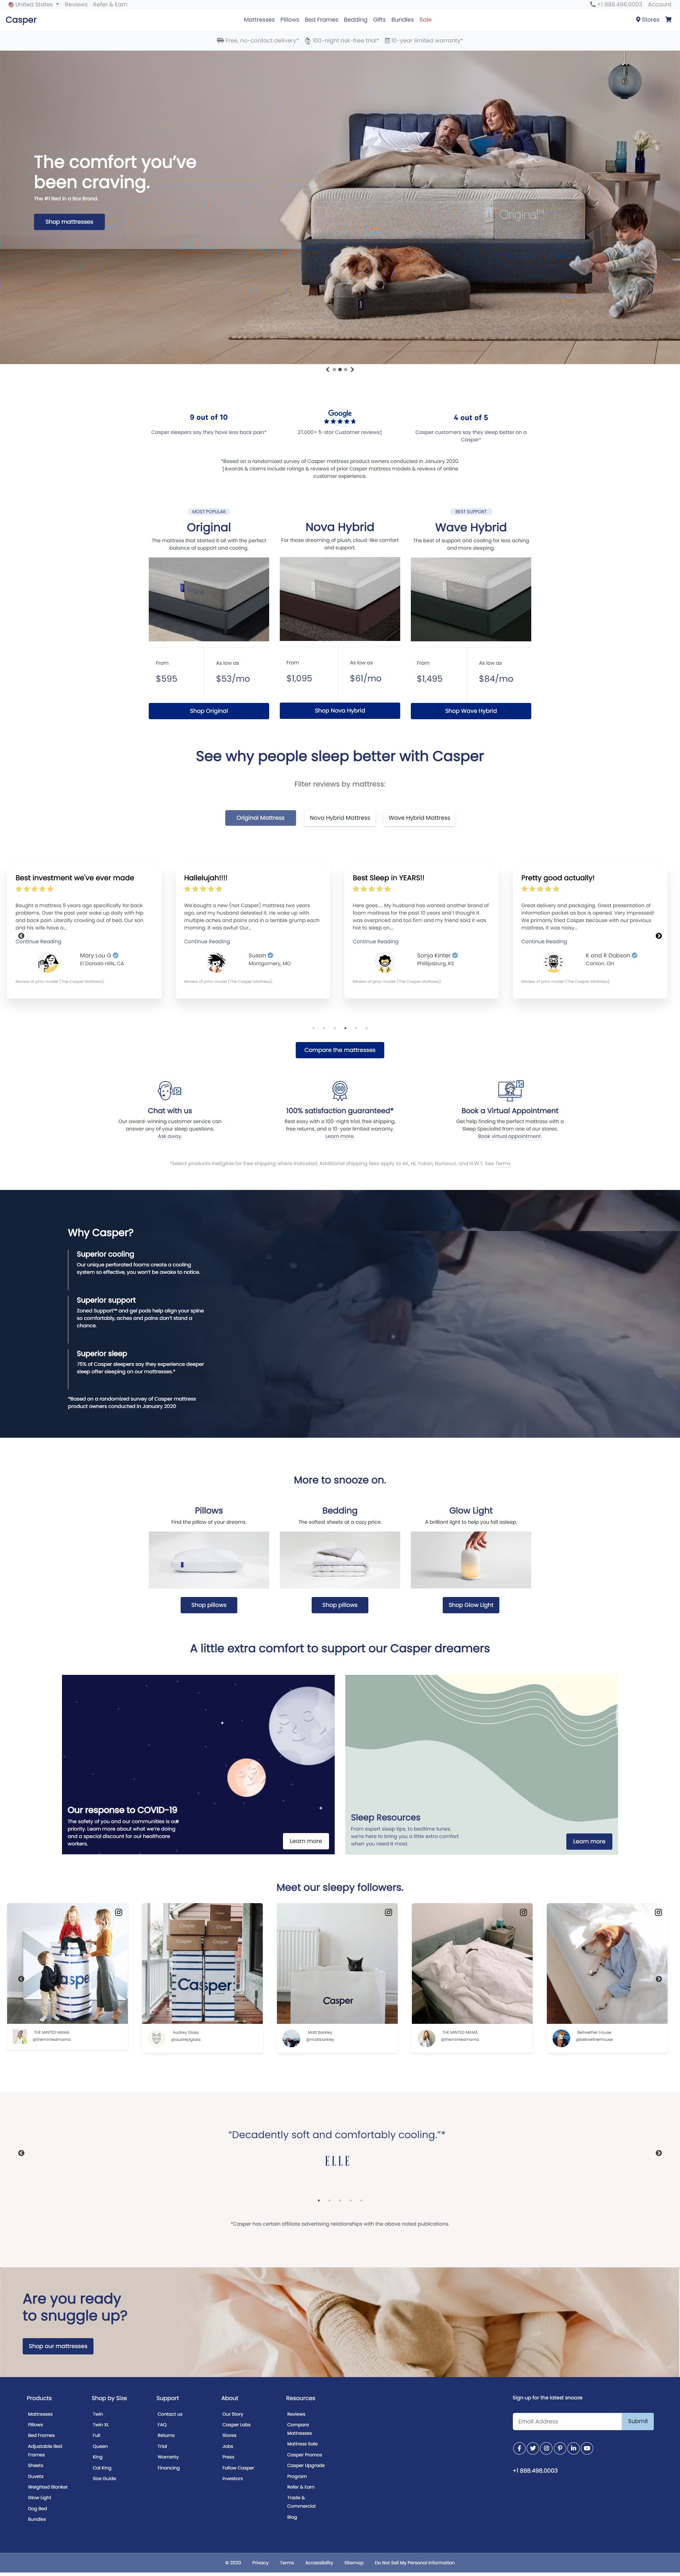 United States
Reviews
Refer & Earn
+1 888.498.0003
Account
Casper
Mattresses
Pillows
Bed Frames
Bedding
Gifts
Bundles
Sale
Stores
Free, no-contact delivery*
100-night risk-free trial*
10-year limited warranty*
The comfort you’ve
been craving.
The #1 Bed in a Box Brand.
Shop mattresses
Original™
9 out of 10
Casper sleepers say they have less back pain*
Google
27,000+ 5-star Customer reviews†
4 out of 5
Casper customers say they sleep better on a
Casper*
*Based on a randomized survey of Casper mattress product owners conducted in January 2020.
†Awards & claims include ratings & reviews of prior Casper mattress models & reviews of online
customer experience.
MOST POPULAR
Original
The mattress that started it all with the perfect
balance of support and cooling.
From
$595
As low as
$53/mo
Shop Original
Nova Hybrid
For those dreaming of plush, cloud-like comfort
and support.
From
$1,095
As low as
$61/mo
Shop Nova Hybrid
BEST SUPPORT
Wave Hybrid
The best of support and cooling for less aching
and more sleeping.
From
$1,495
As low as
$84/mo
Shop Wave Hybrid
See why people sleep better with Casper
Filter reviews by mattress:
Original Mattress
Nova Hybrid Mattress
Wave Hybrid Mattress
Best investment we've ever made
Bought a mattress 5 years ago specifically for back
problems. Over the past year wake up daily with hip
and back pain. Literally crawling out of bed. Our son
and his wife have a...
Continue Reading
Mary Lou G
El Dorado Hills, CA
Review of prior model (The Casper Mattress)
Hallelujah!!!!
We bought a new (not Casper) mattress two years
ago, and my husband detested it. He woke up with
multiple aches and pains and in a terrible grump each
morning. It was awful! Our...
Continue Reading
Susan
Montgomery, MO
Review of prior model (The Casper Mattress)
Best Sleep in YEARS!!
Here goes.... My husband has wanted another brand of
foam mattress for the past 10 years and I thought it
was expensive and too firm and my friend said it was
hot to sleep on....
Continue Reading
Sonja Kinter
Phillipsburg, KS
Review of prior model (The Casper Mattress)
Pretty good actually!
Great delivery and packaging. Great presentation of
information packet as box is opened. Very impressed!
We primarily tried Casper because with our previous
mattress, it was noisy...
Continue Reading
K and R Dobson
Canton, OH
Review of prior model (The Casper Mattress)
Compare the mattresses
Chat with us
Our award-winning customer service can
answer any of your sleep questions.
Ask away.
100% satisfaction guaranteed*
Rest easy with a 100-night trial, free shipping,
free returns, and a 10-year limited warranty.
Learn more.
Book a Virtual Appointment
Get help finding the perfect mattress with a
Sleep Specialist from one of our stores.
Book virtual appointment.
*Select products ineligible for free shipping where indicated. Additional shipping fees apply to AK, HI, Yukon, Nunavut, and N.W.T. See Terms
Why Casper?
Superior cooling
Our unique perforated foams create a cooling
system so effective, you won't be awake to notice.
Superior support
Zoned Support™ and gel pods help align your spine
so comfortably, aches and pains don't stand a
chance.
Superior sleep
75% of Casper sleepers say they experience deeper
sleep after sleeping on our mattresses.*
*Based on a randomized survey of Casper mattress
product owners conducted in January 2020
More to snooze on.
Pillows
Find the pillow of your dreams.
Shop pillows
Bedding
The softest sheets at a cozy price.
Shop pillows
Glow Light
A brilliant light to help you fall asleep.
Shop Glow Light
A little extra comfort to support our Casper dreamers
Our response to COVID-19
The safety of you and our communities is our
priority. Learn more about what we're doing
and a special discount for our healthcare
workers.
Learn more
Sleep Resources
From expert sleep tips, to bedtime tunes,
we're here to bring you a little extra comfort
when you need it most.
Learn more
Meet our sleepy followers.
asper
THE MINTED MAMA
@themintedmama
Casper
Casper
Casper
Audrey Glass
@audreyrglass
Casper
Matt Barkley
@mattbarkley
THE MINTED MAMA
@themintedmama
Bellwether House
@bellwetherhouse
“Decadently soft and comfortably cooling.”*
ELLE
*Casper has certain affiliate advertising relationships with the above noted publications.
Are you ready
to snuggle up?
Shop our mattresses
Products
Mattresses
Pillows
Bed Frames
Adjustable Bed
Frames
Sheets
Duvets
Weighted Blanket
Glow Light
Dog Bed
Bundles
Shop by Size
Twin
Twin XL
Full
Queen
King
Cal King
Size Guide
Support
Contact us
FAQ
Returns
Trial
Warranty
Financing
About
Our Story
Casper Labs
Stores
Jobs
Press
Follow Casper
Investors
Resources
Reviews
Compare
Mattresses
Mattress Sale
Casper Promos
Casper Upgrade
Program
Refer & Earn
Trade &
Commercial
Blog
Sign up for the latest snooze
Email Address
Submit
+1 888.498.0003
© 2020
Privacy
Terms
Accessibility
Sitemap
Do Not Sell My Personal Information